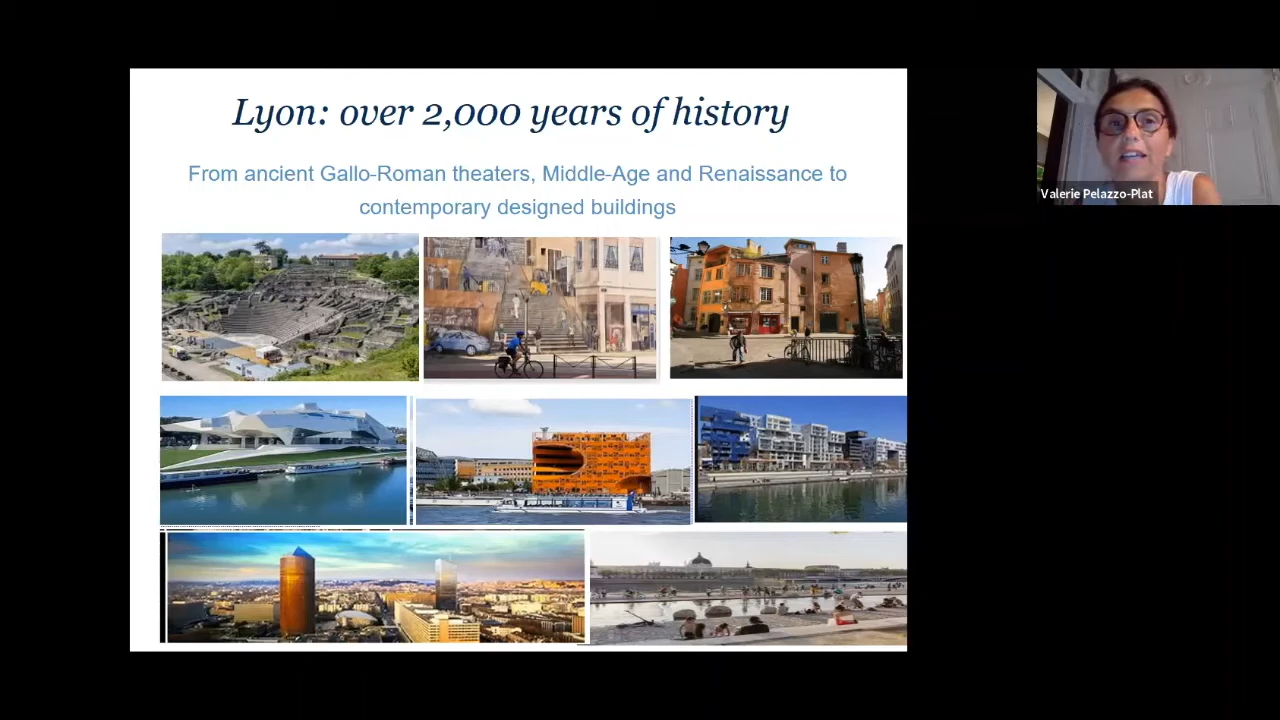 Lyon: over 2,000 years of history
From ancient Gallo-Roman theaters, Middle-Age and Renaissance to
contemporary designed buildings
Valerie Pelazzo-Plat